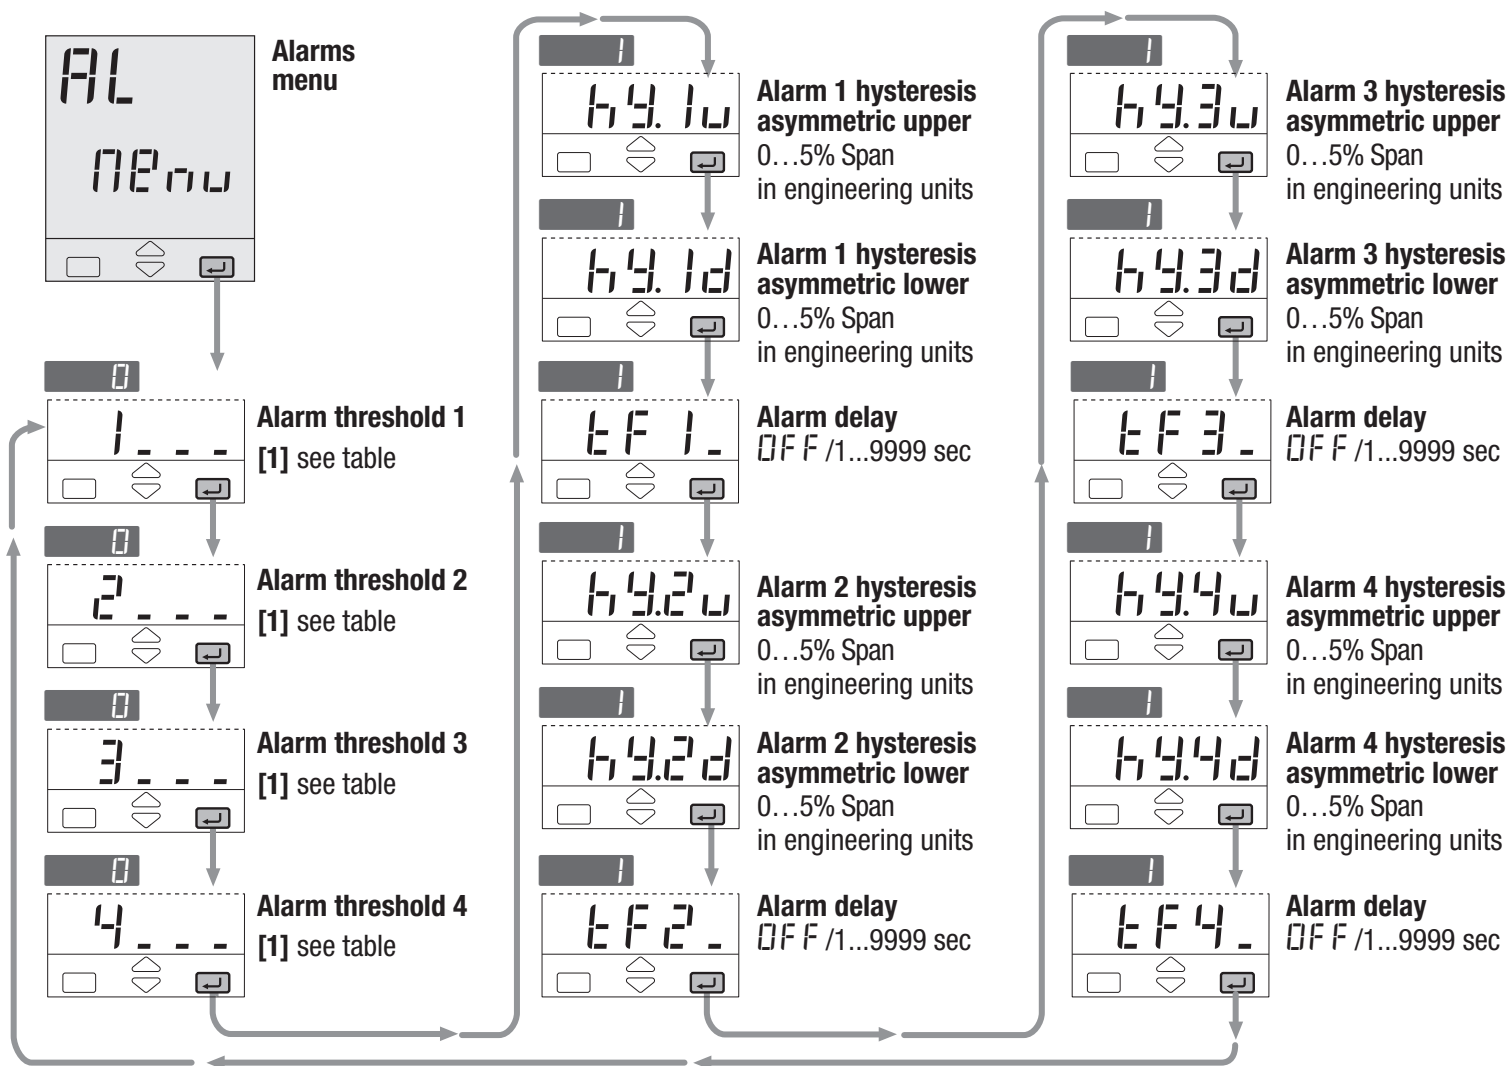 AL
MEnu
Alarms
menu
0
1_ _ _
Alarm threshold 1
[1] see table
0
2_ _ _
Alarm threshold 2
[1] see table
0
3_ _ _
Alarm threshold 3
[1] see table
0
4_ _ _
Alarm threshold 4
[1] see table
1
hy.1u
Alarm 1 hysteresis
asymmetric upper
0…5% Span
in engineering units
1
hy.1d
Alarm 1 hysteresis
asymmetric lower
0…5% Span
in engineering units
1
tF1_
Alarm delay
OFF/1...9999 sec
1
hy.2u
Alarm 2 hysteresis
asymmetric upper
0…5% Span
in engineering units
1
hy.2d
Alarm 2 hysteresis
asymmetric lower
0…5% Span
in engineering units
1
tF2_
Alarm delay
OFF/1...9999 sec
1
hy.3u
Alarm 3 hysteresis
asymmetric upper
0…5% Span
in engineering units
1
hy.3d
Alarm 3 hysteresis
asymmetric lower
0…5% Span
in engineering units
1
tF3_
Alarm delay
OFF/1...9999 sec
1
hy.4u
Alarm 4 hysteresis
asymmetric upper
0…5% Span
in engineering units
1
hy.4d
Alarm 4 hysteresis
asymmetric lower
0…5% Span
in engineering units
1
tF4_
Alarm delay
OFF/1...9999 sec